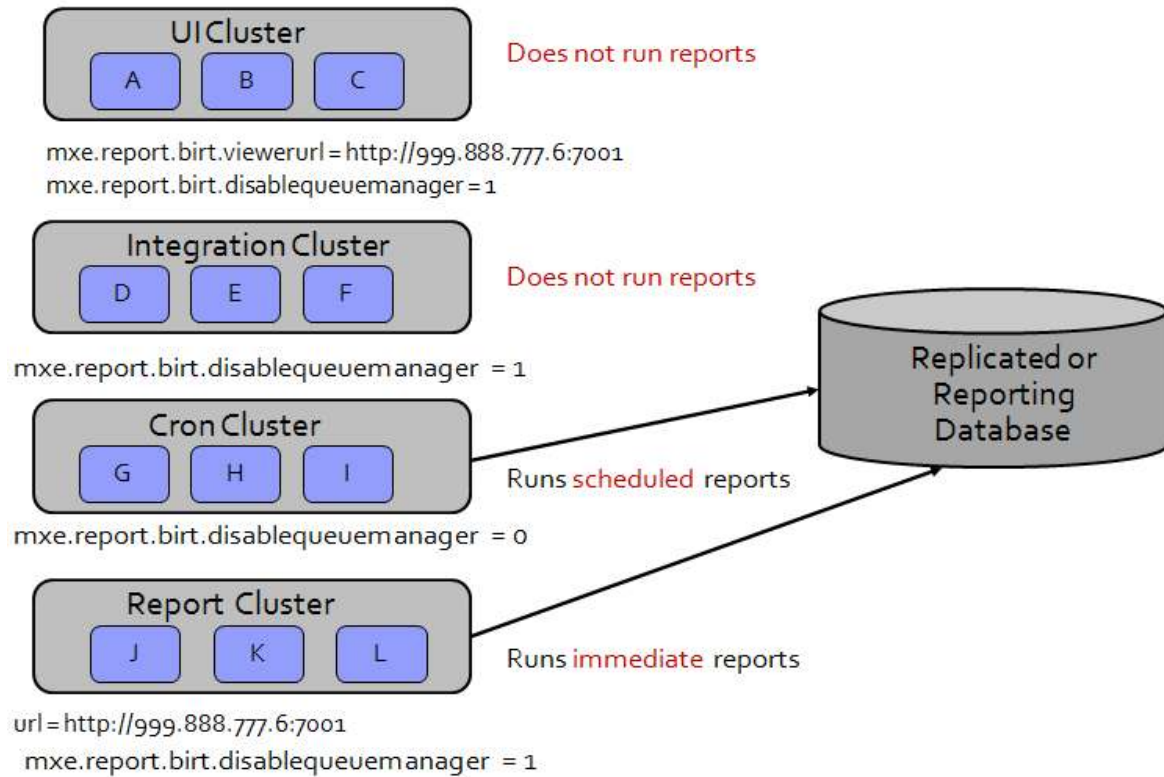 UI Cluster
A B C
Does not run reports
mxe.report.birt.viewerurl = http://999.888.777.6:7001
mxe.report.birt.disablequeuemanager = 1
Integration Cluster
D E F
Does not run reports
mxe.report.birt.disablequeuemanager = 1
Replicated or
Reporting
Database
Cron Cluster
G H I
Runs scheduled reports
mxe.report.birt.disablequeuemanager = 0
Report Cluster
J K L
Runs immediate reports
url = http://999.888.777.6:7001
mxe.report.birt.disablequeuemanager = 1